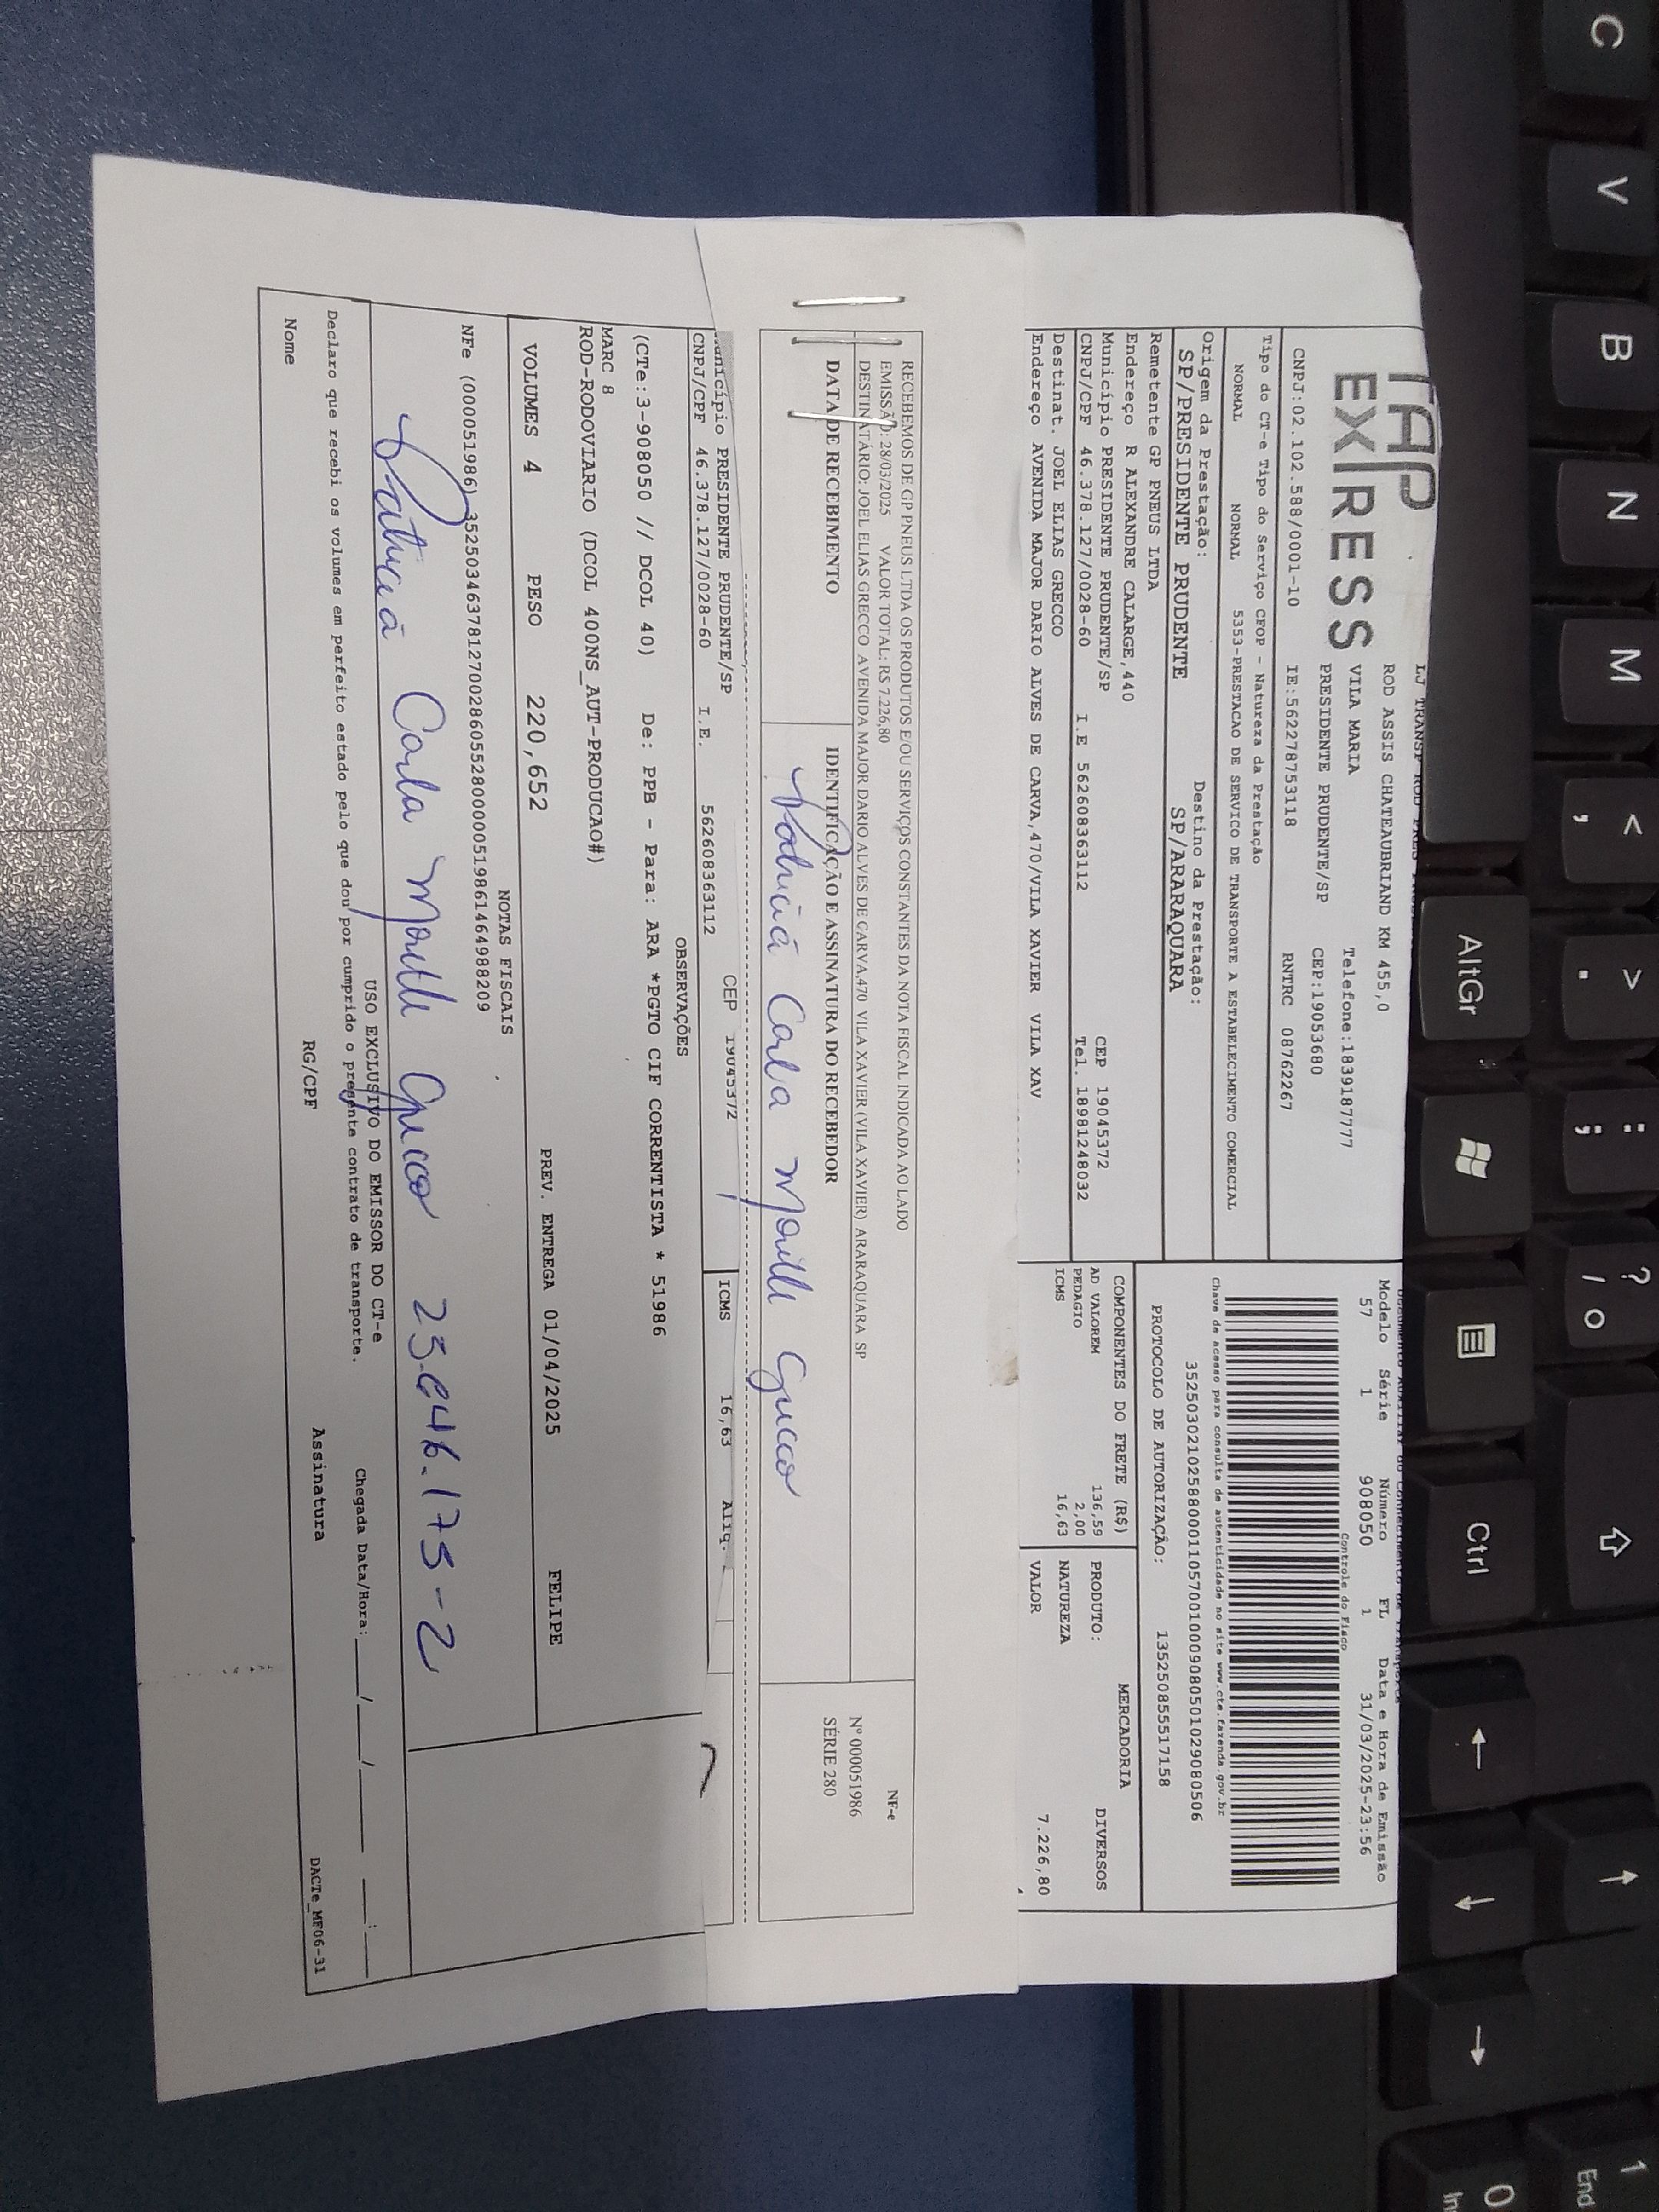 TAP
EXPRESS
ROD ASSIS CHATEAUBRIAND KM 455,0
VILA MARIA Telefone:1839187777
PRESIDENTE PRUDENTE/SP CEP:19053680
CNPJ:02.102.588/0001-10 IE:562278753118 RNTRC 08762267
Modelo Série Número FL Data e Hora de Emissão
57 1 908050 1 31/03/2025-23:56
Controle do Fisco
Chave de acesso para consulta de autenticidade no site www.cte.fazenda.gov.br
35250302102588000110570010009080501029080506
PROTOCOLO DE AUTORIZAÇÃO: 135250855517158
Tipo do CT-e Tipo do Serviço CFOP - Natureza da Prestação
NORMAL NORMAL 5353-PRESTACAO DE SERVICO DE TRANSPORTE A ESTABELECIMENTO COMERCIAL
Origem da Prestação: Destino da Prestação:
SP/PRESIDENTE PRUDENTE SP/ARARAQUARA
Remetente GP PNEUS LTDA
Endereço R ALEXANDRE CALARGE,440
Município PRESIDENTE PRUDENTE/SP CEP 19045372
CNPJ/CPF 46.378.127/0028-60 I.E 562608363112 Tel. 18981248032
Destinat. JOEL ELIAS GRECCO
Endereço AVENIDA MAJOR DARIO ALVES DE CARVA,470/VILA XAVIER VILA XAV
COMPONENTES DO FRETE (R$)
AD VALOREM 136,59
PEDAGIO 2,00
ICMS 16,63
MERCADORIA
PRODUTO: DIVERSOS
NATUREZA
VALOR 7.226,80
RECEBEMOS DE GP PNEUS LTDA OS PRODUTOS E/OU SERVIÇOS CONSTANTES DA NOTA FISCAL INDICADA AO LADO
EMISSÃO: 28/03/2025 VALOR TOTAL: R$ 7.226,80
DESTINATÁRIO: JOEL ELIAS GRECCO AVENIDA MAJOR DARIO ALVES DE CARVA,470 VILA XAVIER (VILA XAVIER) ARARAQUARA SP
DATA DE RECEBIMENTO IDENTIFICAÇÃO E ASSINATURA DO RECEBEDOR
Carla Grecco
NF-e
Nº 000051986
SÉRIE 280
Município PRESIDENTE PRUDENTE/SP CEP 19045372 ICMS 16,63 Aliq.
CNPJ/CPF 46.378.127/0028-60 I.E. 562608363112
OBSERVAÇÕES
(CTe:3-908050 // DCOL 40) De: PPB - Para: ARA *PGTO CIF CORRENTISTA * 51986
MARC 8
ROD-RODOVIARIO (DCOL 400NS_AUT-PRODUCAO#)
VOLUMES 4 PESO 220,652 PREV. ENTREGA 01/04/2025 FELIPE
NOTAS FISCAIS
NFe (000051986) 35250346378127002860552800000519861464988209
USO EXCLUSIVO DO EMISSOR DO CT-e
Carla Grecco
Declaro que recebi os volumes em perfeito estado pelo que dou por cumprido o presente contrato de transporte. Chegada Data/Hora:___/___/_____ ___:___
Nome RG/CPF Assinatura
DACTe_MF06-31
C
V
B
N
M
<
,
>
.
:
;
?
/
AltGr
Ctrl
1
End
0